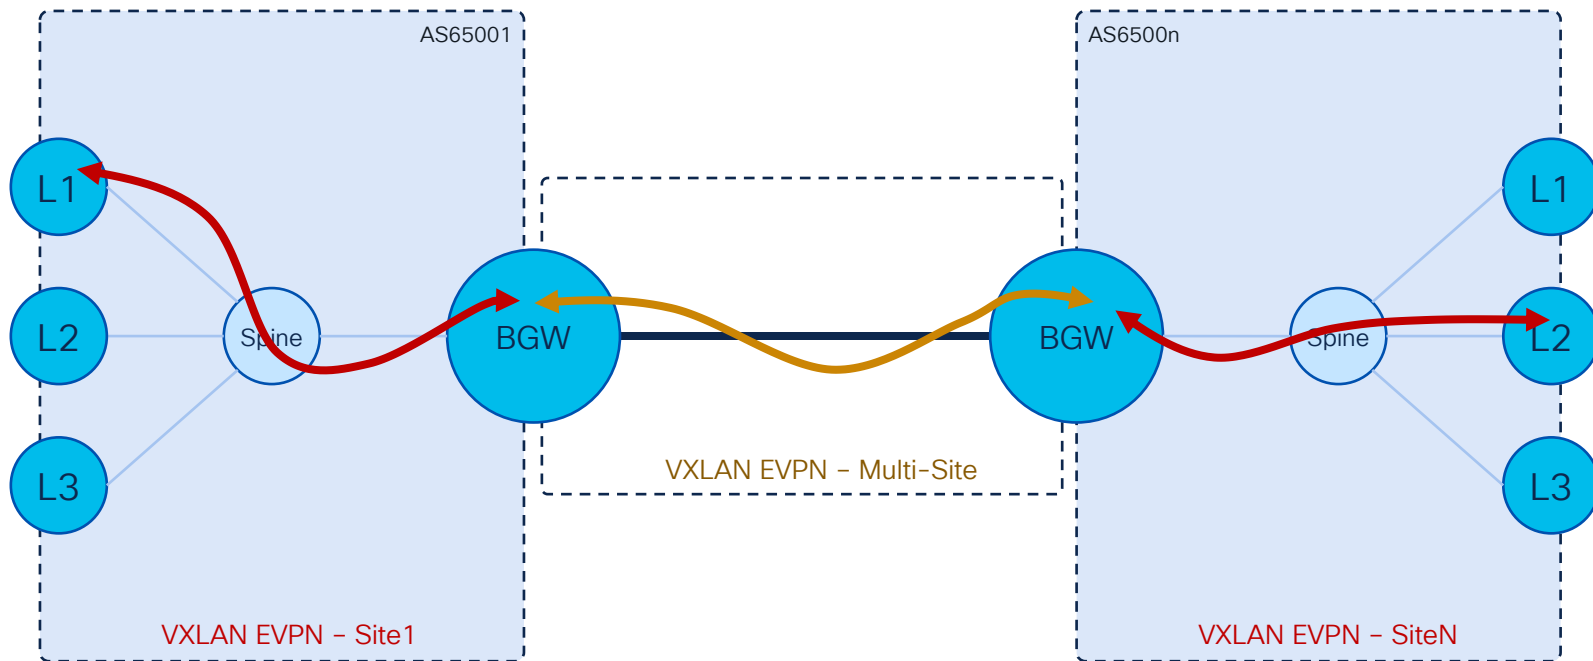 AS65001
AS6500n
L1
L1
L2
Spine
BGW
BGW
Spine
L2
L3
L3
VXLAN EVPN – Multi-Site
VXLAN EVPN – Site1
VXLAN EVPN – SiteN